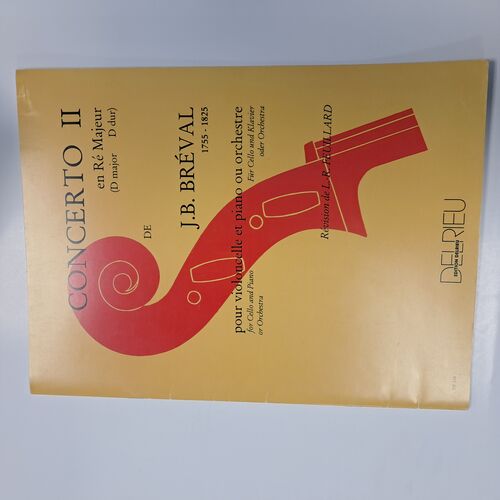 CONCERTO II
en Ré Majeur
(D major D dur)
DE
J.B. BRÉVAL
1755 - 1825
pour violoncelle et piano ou orchestre
for Cello and Piano
or Orchestra
Für Cello und Klavier
oder Orchestra
Révision de L.-R. FEUILLARD
DELRIEU
EDITION DELRIEU